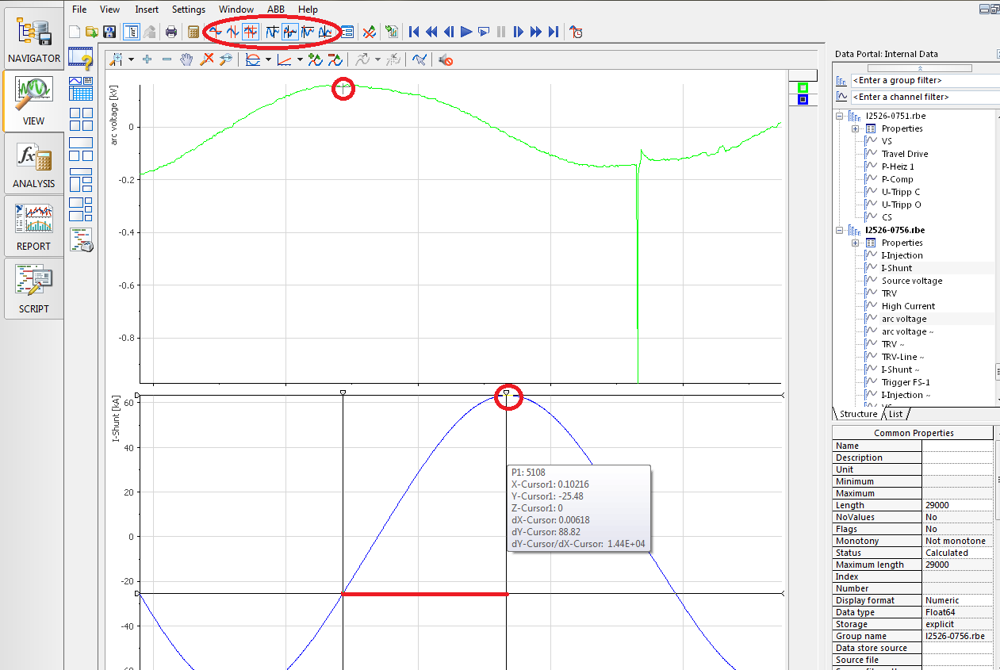 File View Insert Settings Window ABB Help
NAVIGATOR
VIEW
ANALYSIS
REPORT
SCRIPT
arc voltage [kV]
0
-0.2
-0.4
-0.6
-0.8
I-Shunt [kA]
60
40
20
0
-20
-40
P1: 5108
X-Cursor1: 0.10216
Y-Cursor1: -25.48
Z-Cursor1: 0
dX-Cursor: 0.00618
dY-Cursor: 88.82
dY-Cursor/dX-Cursor: 1.44E+04
Data Portal: Internal Data
<Enter a group filter>
<Enter a channel filter>
I2526-0751.rbe
Properties
VS
Travel Drive
P-Heiz 1
P-Comp
U-Tripp C
U-Tripp O
CS
I2526-0756.rbe
Properties
I-Injection
I-Shunt
Source voltage
TRV
High Current
arc voltage
arc voltage ~
TRV ~
TRV-Line ~
I-Shunt ~
Trigger FS-1
I-Injection ~
Structure List
Common Properties
Name
Description
Unit
Minimum
Maximum
Length 29000
NoValues No
Flags No
Monotony Not monotone
Status Calculated
Maximum length 29000
Index
Number
Display format Numeric
Data type Float64
Storage explicit
Group name I2526-0756.rbe
Data store source
Source file